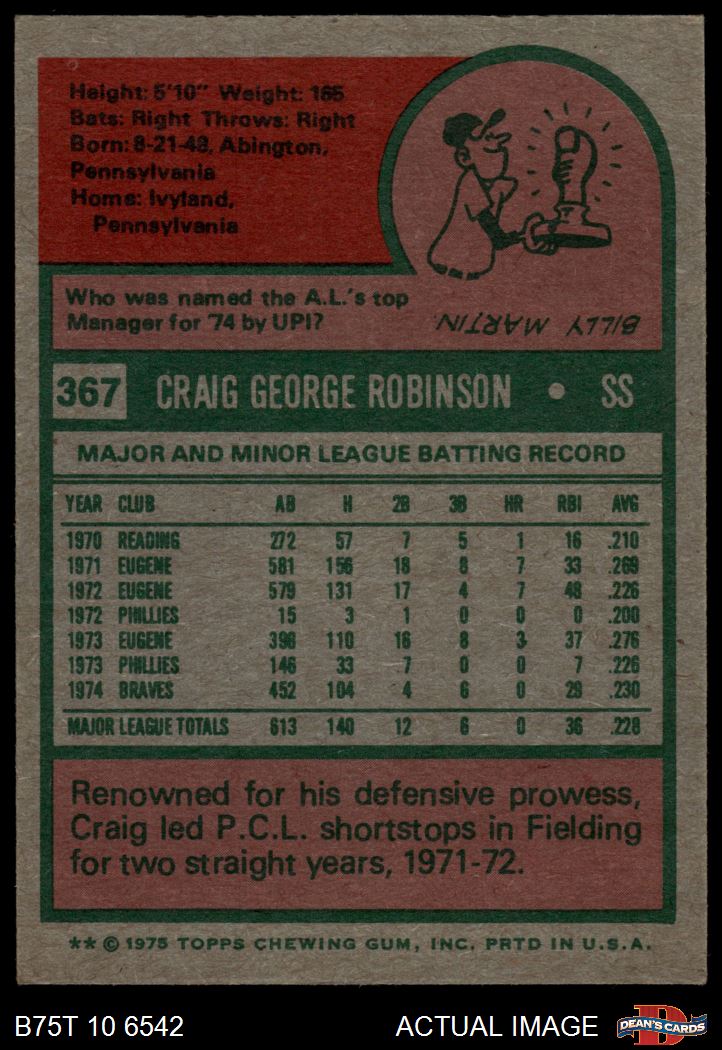 Height: 5'10" Weight: 165
Bats: Right Throws: Right
Born: 8-21-48, Abington,
Pennsylvania
Home: Ivyland,
Pennsylvania
Who was named the A.L.'s top
Manager for '74 by UPI?
BILLY MARTIN.
367 CRAIG GEORGE ROBINSON • SS
MAJOR AND MINOR LEAGUE BATTING RECORD
YEAR CLUB AB H 2B 3B HR RBI AVG
1970 READING 272 57 7 5 1 16 .210
1971 EUGENE 581 156 18 8 7 33 .269
1972 EUGENE 579 131 17 4 7 48 .226
1972 PHILLIES 15 3 1 0 0 0 .200
1973 EUGENE 398 110 16 8 3 37 .276
1973 PHILLIES 146 33 7 0 0 7 .226
1974 BRAVES 452 104 4 6 0 29 .230
MAJOR LEAGUE TOTALS 613 140 12 6 0 36 .228
Renowned for his defensive prowess,
Craig led P.C.L. shortstops in Fielding
for two straight years, 1971-72.
** © 1975 TOPPS CHEWING GUM, INC. PRTD IN U.S.A.
B75T 10 6542 ACTUAL IMAGE D DEAN'S CARDS